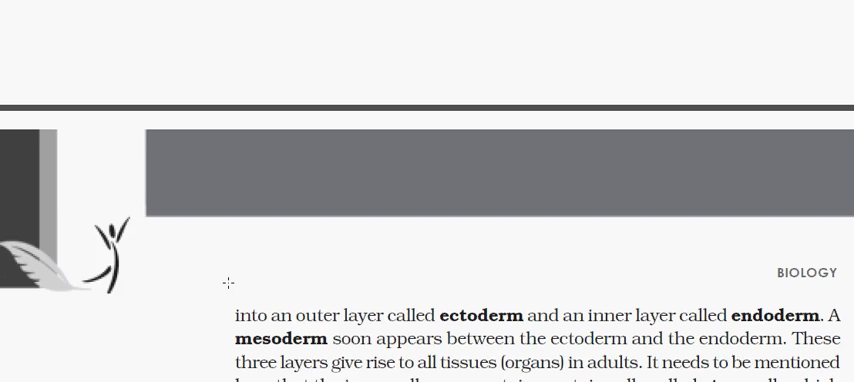 BIOLOGY
into an outer layer called ectoderm and an inner layer called endoderm. A
mesoderm soon appears between the ectoderm and the endoderm. These
three layers give rise to all tissues (organs) in adults. It needs to be mentioned